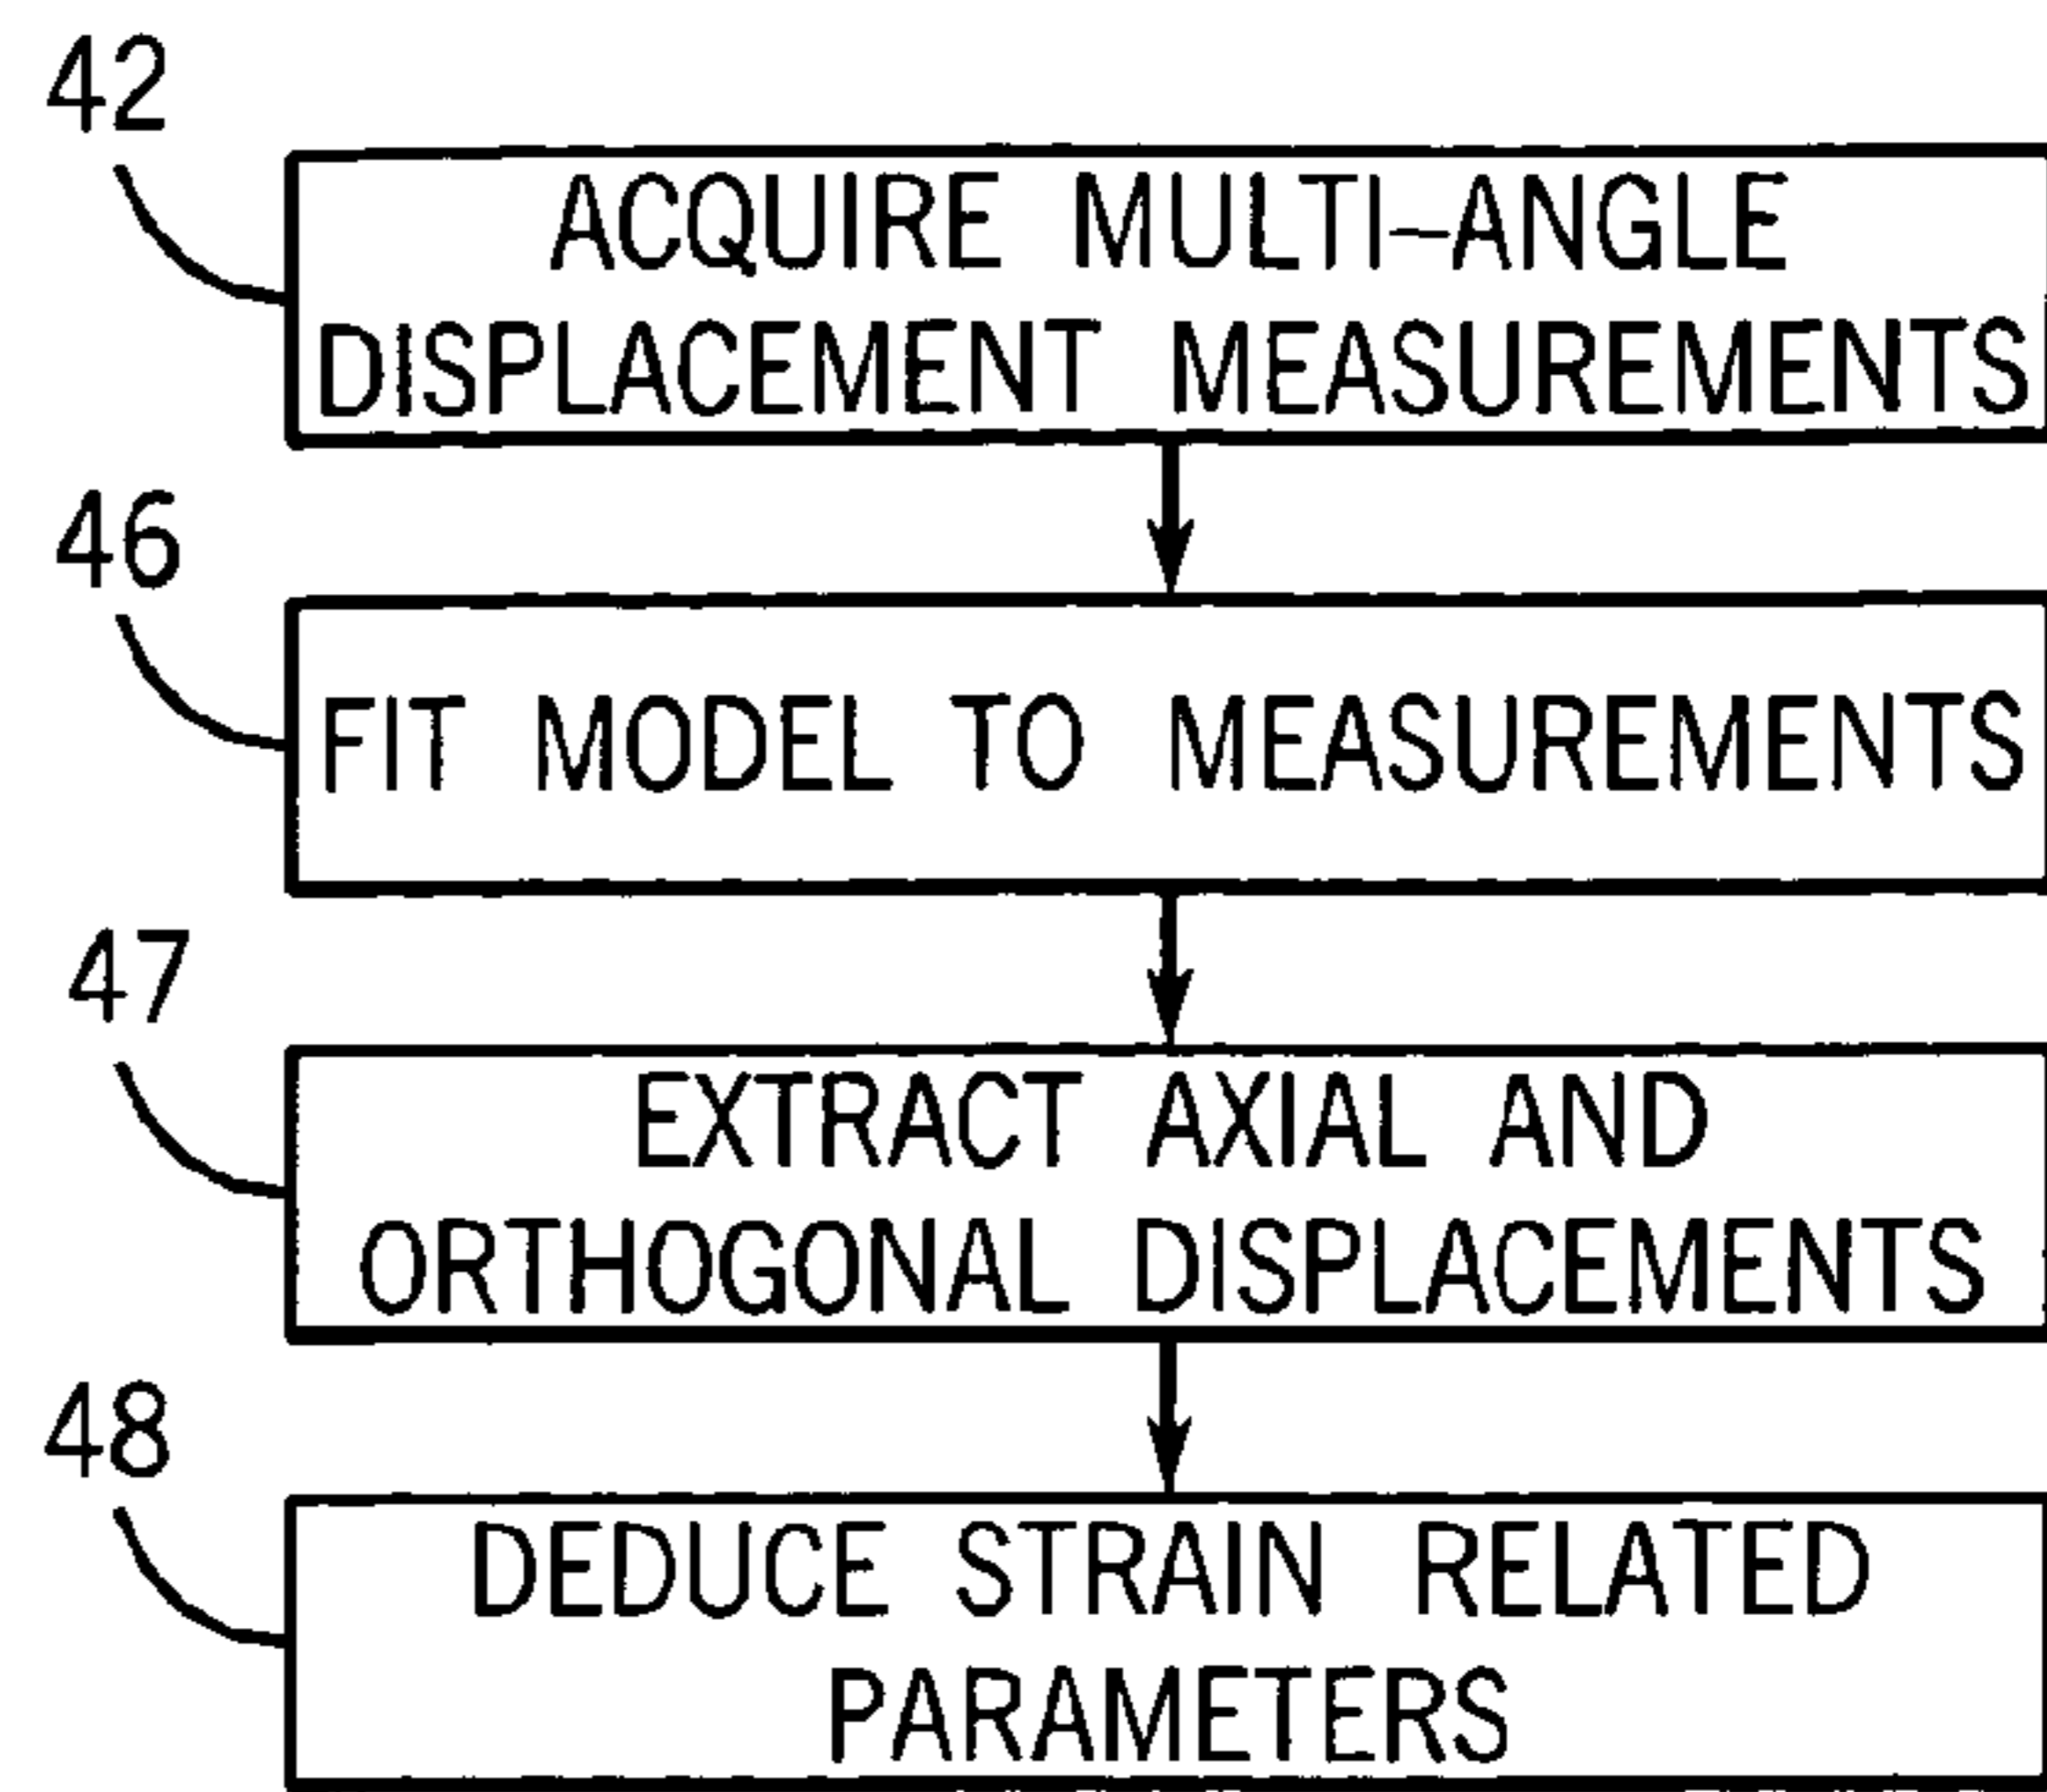 42
ACQUIRE MULTI-ANGLE
DISPLACEMENT MEASUREMENTS
46
FIT MODEL TO MEASUREMENTS
47
EXTRACT AXIAL AND
ORTHOGONAL DISPLACEMENTS
48
DEDUCE STRAIN RELATED
PARAMETERS